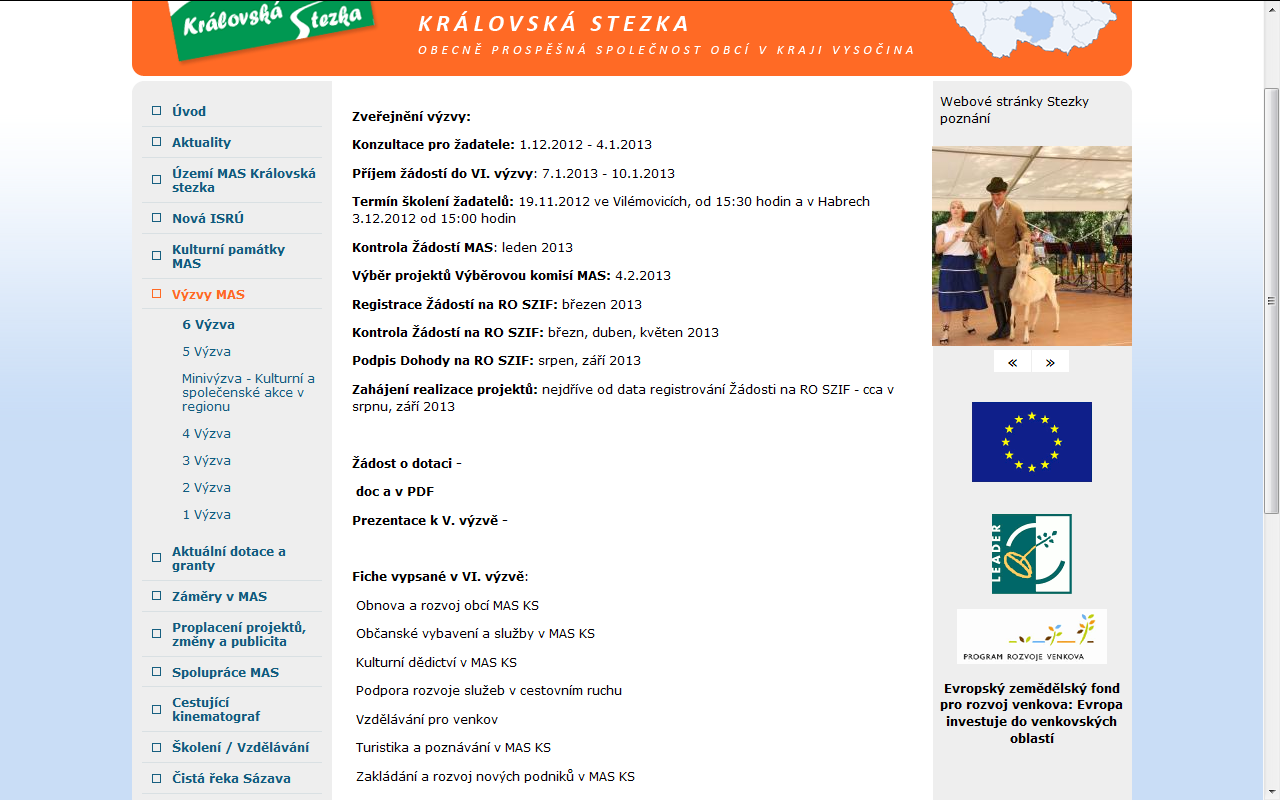 Královská Stezka
KRÁLOVSKÁ STEZKA
OBECNĚ PROSPĚŠNÁ SPOLEČNOST OBCÍ V KRAJI VYSOČINA
Úvod
Aktuality
Území MAS Královská
stezka
Nová ISRÚ
Kulturní památky
MAS
Výzvy MAS
6 Výzva
5 Výzva
Minivýzva - Kulturní a
společenské akce v
regionu
4 Výzva
3 Výzva
2 Výzva
1 Výzva
Aktuální dotace a
granty
Záměry v MAS
Proplacení projektů,
změny a publicita
Spolupráce MAS
Cestující
kinematograf
Školení / Vzdělávání
Čistá řeka Sázava
Zveřejnění výzvy:
Konzultace pro žadatele: 1.12.2012 - 4.1.2013
Příjem žádostí do VI. výzvy: 7.1.2013 - 10.1.2013
Termín školení žadatelů: 19.11.2012 ve Vilémovicích, od 15:30 hodin a v Habrech
3.12.2012 od 15:00 hodin
Kontrola Žádostí MAS: leden 2013
Výběr projektů Výběrovou komisí MAS: 4.2.2013
Registrace Žádostí na RO SZIF: březen 2013
Kontrola Žádostí na RO SZIF: březn, duben, květen 2013
Podpis Dohody na RO SZIF: srpen, září 2013
Zahájení realizace projektů: nejdříve od data registrování Žádosti na RO SZIF - cca v
srpnu, září 2013
Žádost o dotaci -
doc a v PDF
Prezentace k V. výzvě -
Fiche vypsané v VI. výzvě:
Obnova a rozvoj obcí MAS KS
Občanské vybavení a služby v MAS KS
Kulturní dědictví v MAS KS
Podpora rozvoje služeb v cestovním ruchu
Vzdělávání pro venkov
Turistika a poznávání v MAS KS
Zakládání a rozvoj nových podniků v MAS KS
Webové stránky Stezky
poznání
« »
LEADER
PROGRAM ROZVOJE VENKOVA
Evropský zemědělský fond
pro rozvoj venkova: Evropa
investuje do venkovských
oblastí